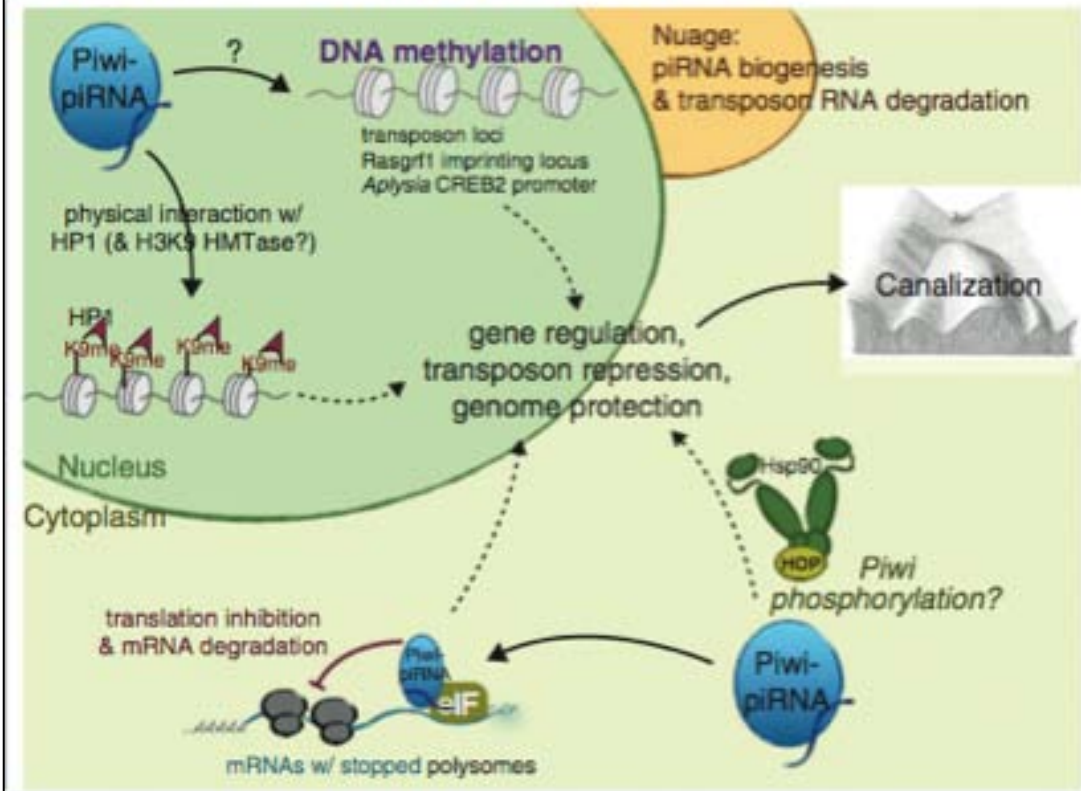 Piwi-
piRNA
?
DNA methylation
transposon loci
Rasgrf1 imprinting locus
Aplysia CREB2 promoter
Nuage:
piRNA biogenesis
& transposon RNA degradation
physical interaction w/
HP1 (& H3K9 HMTase?)
HP1
K9me
K9me
K9me
K9me
gene regulation,
transposon repression,
genome protection
Canalization
Nucleus
Cytoplasm
Hsp90
HOP
Piwi
phosphorylation?
translation inhibition
& mRNA degradation
Piwi-
piRNA
eIF
Piwi-
piRNA
mRNAs w/ stopped polysomes